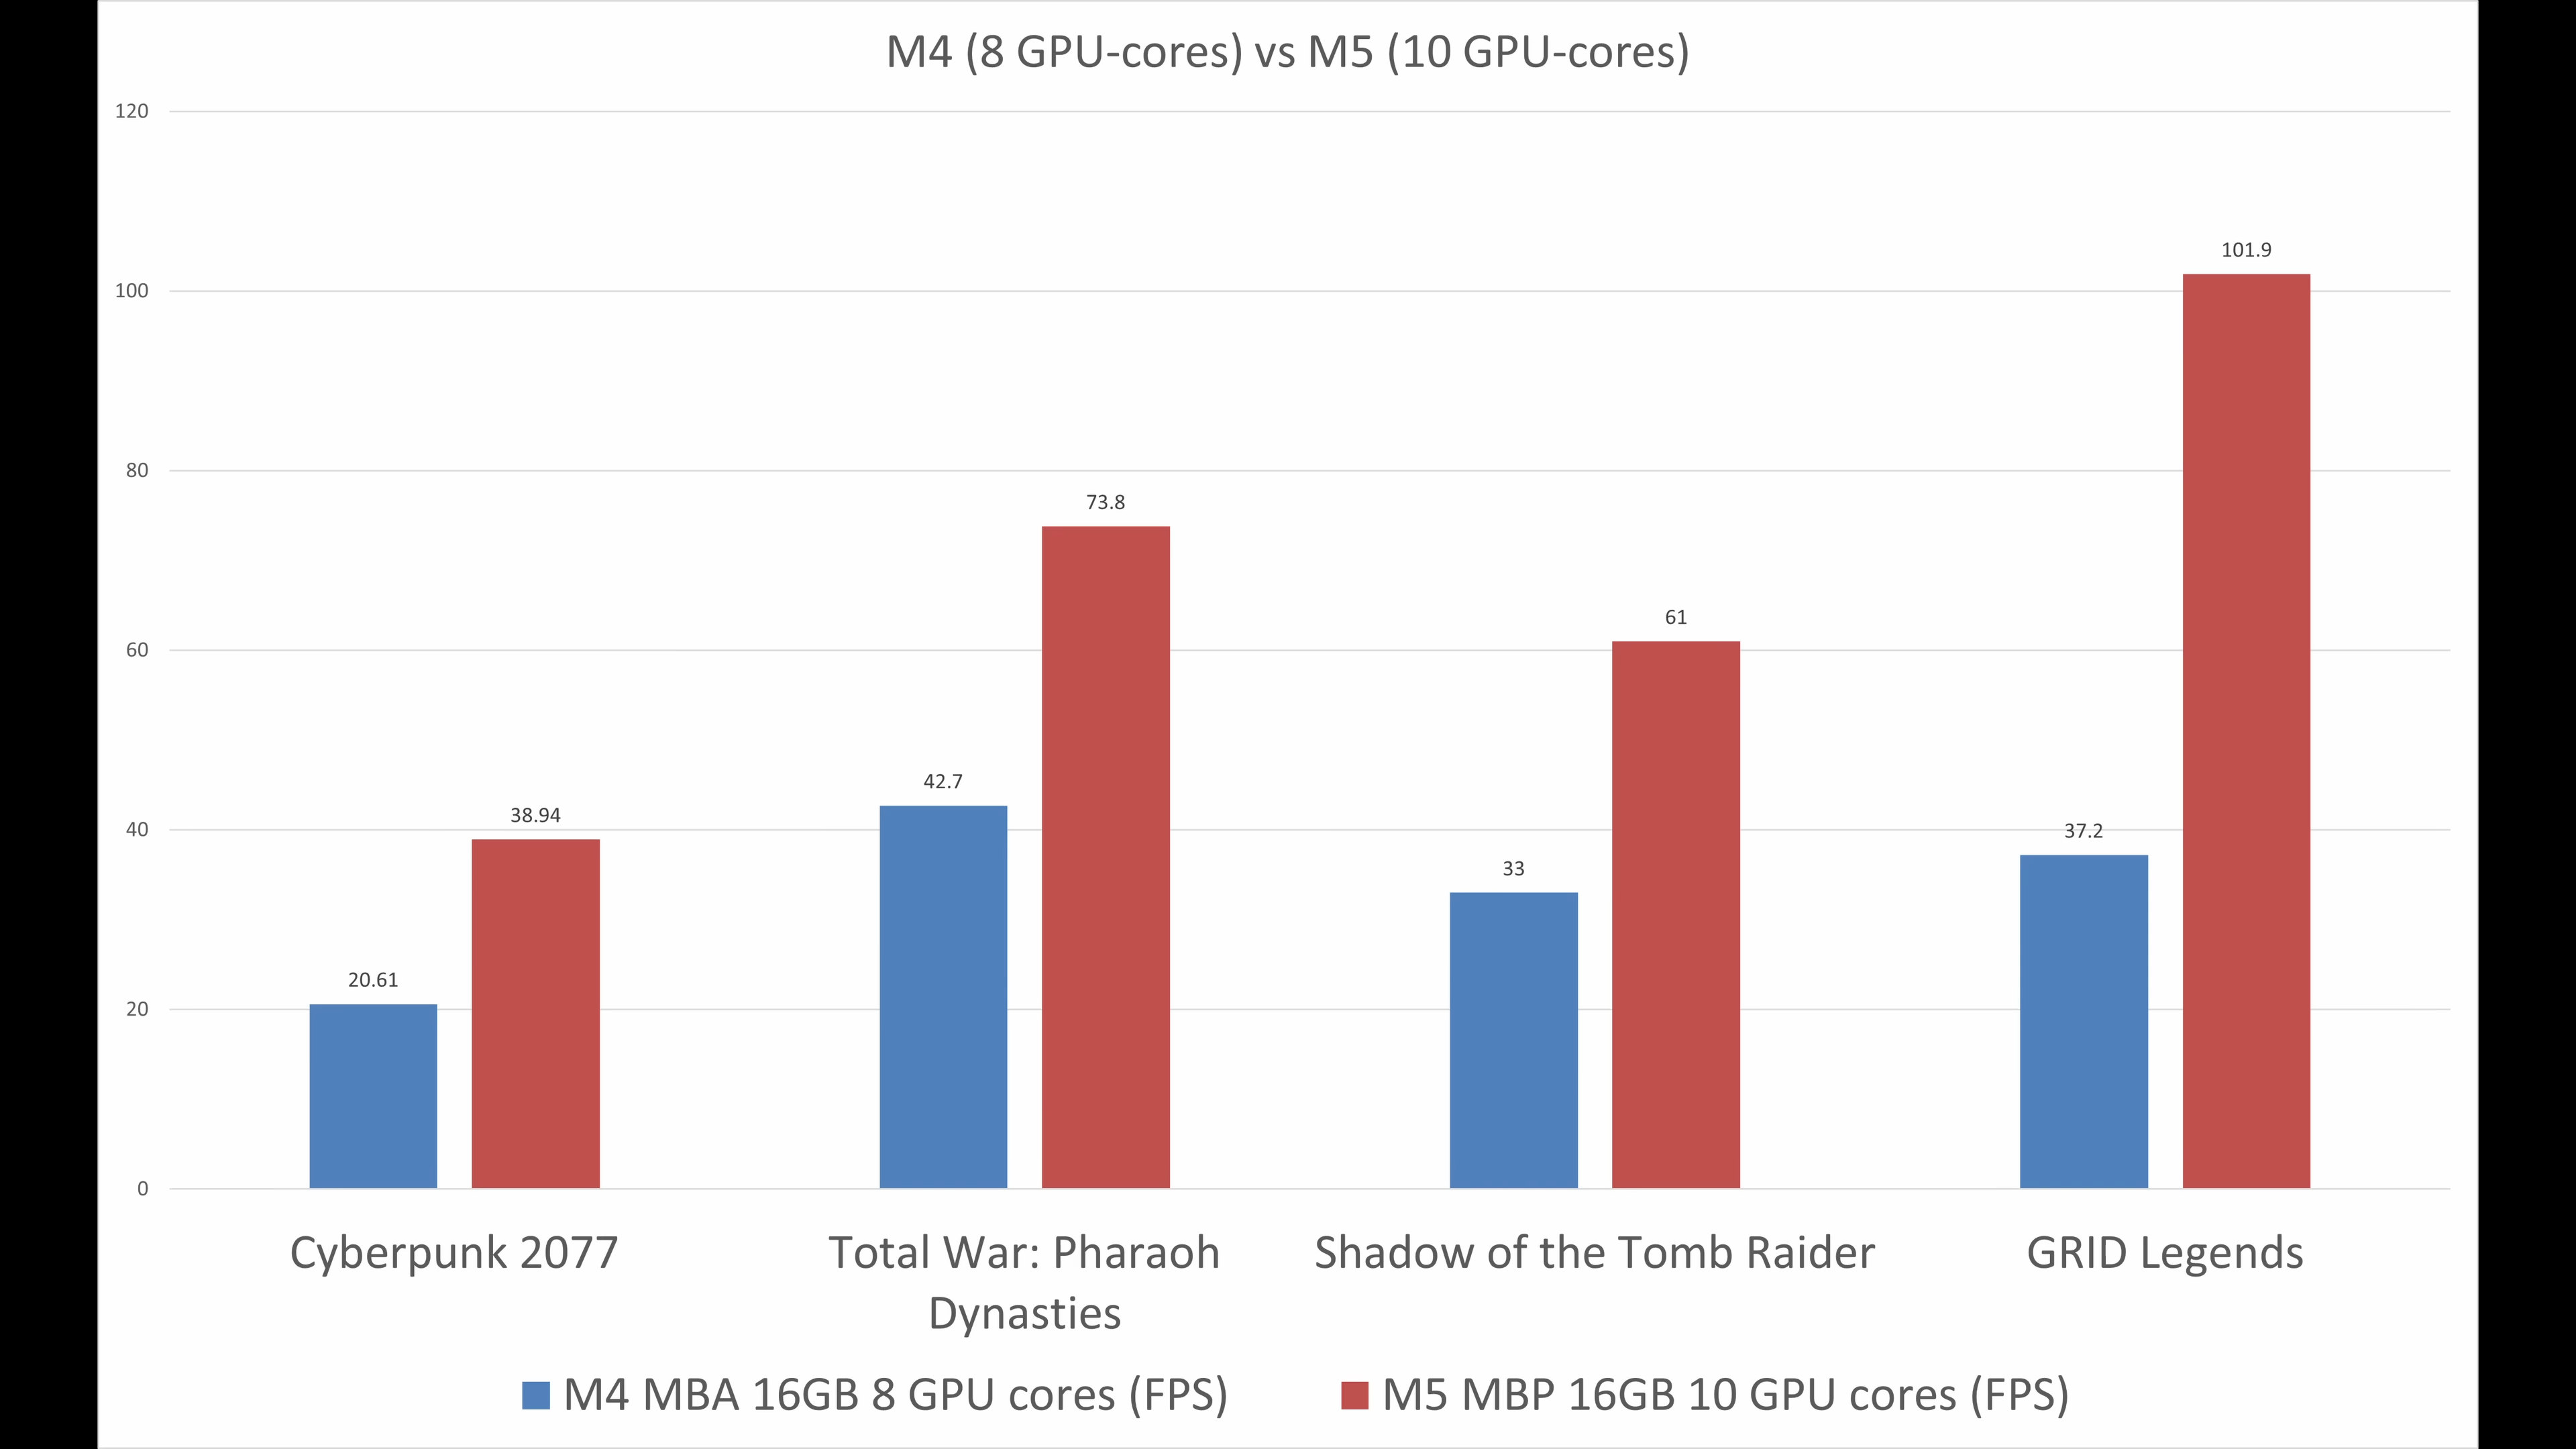 M4 (8 GPU-cores) vs M5 (10 GPU-cores)
120
100
80
60
40
20
0
20.61
38.94
42.7
73.8
33
61
37.2
101.9
Cyberpunk 2077
Total War: Pharaoh
Dynasties
Shadow of the Tomb Raider
GRID Legends
M4 MBA 16GB 8 GPU cores (FPS)
M5 MBP 16GB 10 GPU cores (FPS)